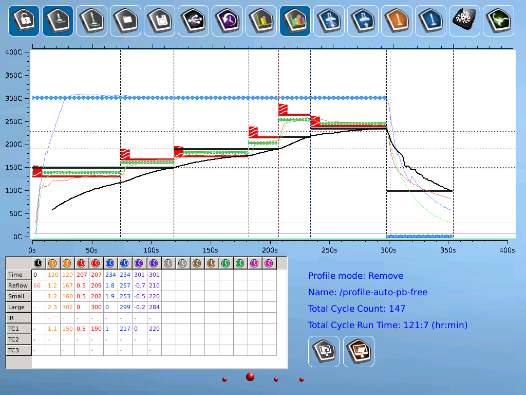 400C
350C
300C
250C
200C
150C
100C
50C
0C
0s 50s 100s 150s 200s 250s 300s 350s 400s
Time 0 120 120 207 207 234 234 301 301
Reflow 66 1.2 167 0.5 209 1.8 257 -0.7 210
Small - 1.2 160 0.5 202 1.9 253 -0.5 220
Large - 2.3 302 0 300 0 299 -0.2 284
IR - - - - - - - - -
TC1 - 1.1 150 0.5 190 1 217 0 220
TC2 - - - - -
TC3 - - - - -
Profile mode: Remove
Name: /profile-auto-pb-free
Total Cycle Count: 147
Total Cycle Run Time: 121:7 (hr:min)